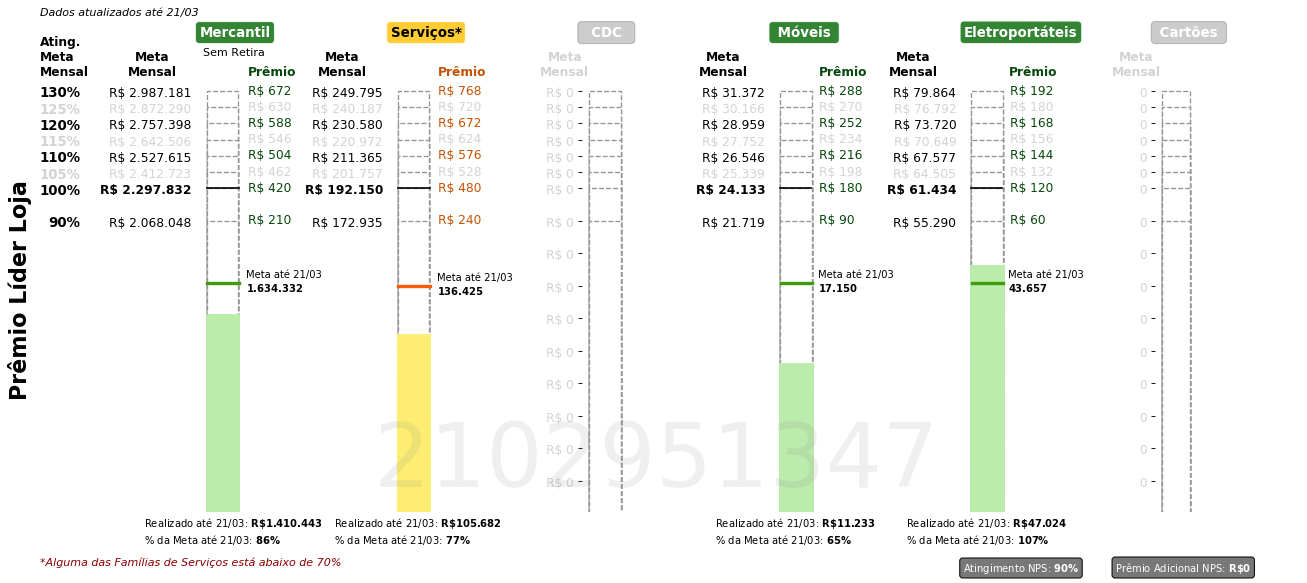 Dados atualizados até 21/03
Mercantil Serviços* CDC Móveis Eletroportáteis Cartões
Sem Retira
Ating. Meta Mensal Meta Mensal Prêmio Meta Mensal Prêmio Meta Mensal Meta Mensal Prêmio Meta Mensal Prêmio Meta Mensal
130% R$ 2.987.181 R$ 672 R$ 249.795 R$ 768 R$ 0 R$ 31.372 R$ 288 R$ 79.864 R$ 192 0
125% R$ 2.872.290 R$ 630 R$ 240.187 R$ 720 R$ 0 R$ 30.166 R$ 270 R$ 76.792 R$ 180 0
120% R$ 2.757.398 R$ 588 R$ 230.580 R$ 672 R$ 0 R$ 28.959 R$ 252 R$ 73.720 R$ 168 0
115% R$ 2.642.506 R$ 546 R$ 220.972 R$ 624 R$ 0 R$ 27.752 R$ 234 R$ 70.649 R$ 156 0
110% R$ 2.527.615 R$ 504 R$ 211.365 R$ 576 R$ 0 R$ 26.546 R$ 216 R$ 67.577 R$ 144 0
105% R$ 2.412.723 R$ 462 R$ 201.757 R$ 528 R$ 0 R$ 25.339 R$ 198 R$ 64.505 R$ 132 0
100% R$ 2.297.832 R$ 420 R$ 192.150 R$ 480 R$ 0 R$ 24.133 R$ 180 R$ 61.434 R$ 120 0
90% R$ 2.068.048 R$ 210 R$ 172.935 R$ 240 R$ 0 R$ 21.719 R$ 90 R$ 55.290 R$ 60 0
R$ 0 0
Meta até 21/03 Meta até 21/03 Meta até 21/03 Meta até 21/03
1.634.332 136.425 R$ 0 17.150 43.657 0
R$ 0 0
R$ 0 0
R$ 0 0
R$ 0 0
R$ 0 0
R$ 0 0
Prêmio Líder Loja
2102951347
Realizado até 21/03: R$1.410.443 Realizado até 21/03: R$105.682 Realizado até 21/03: R$11.233 Realizado até 21/03: R$47.024
% da Meta até 21/03: 86% % da Meta até 21/03: 77% % da Meta até 21/03: 65% % da Meta até 21/03: 107%
*Alguma das Famílias de Serviços está abaixo de 70% Atingimento NPS: 90% Prêmio Adicional NPS: R$0